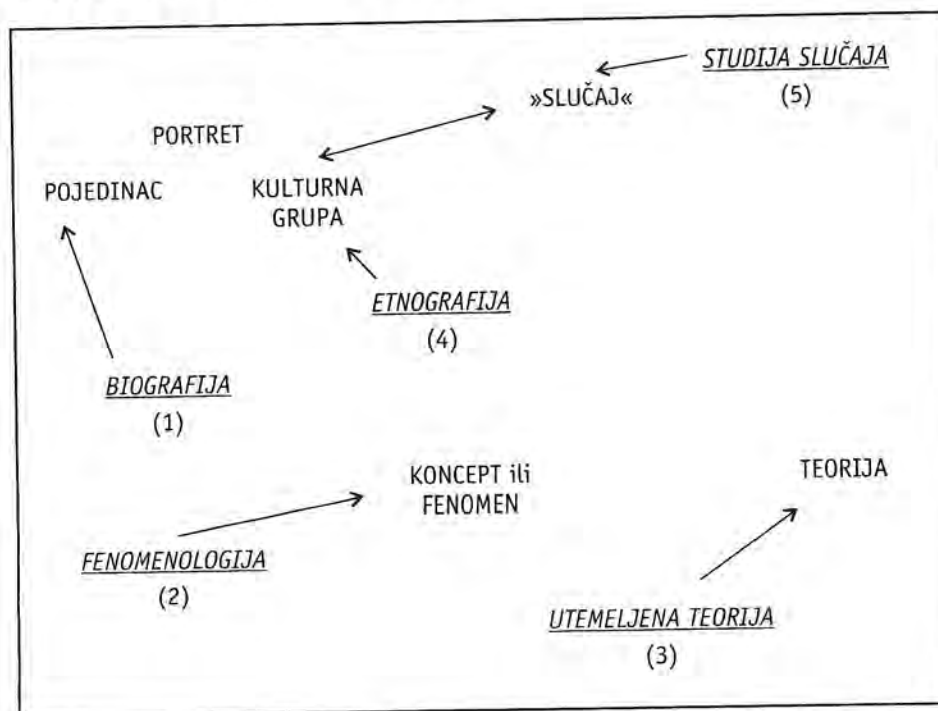 STUDIJA SLUČAJA
(5)
»SLUČAJ«
PORTRET
POJEDINAC
KULTURNA
GRUPA
ETNOGRAFIJA
(4)
BIOGRAFIJA
(1)
KONCEPT ili
FENOMEN
TEORIJA
FENOMENOLOGIJA
(2)
UTEMELJENA TEORIJA
(3)